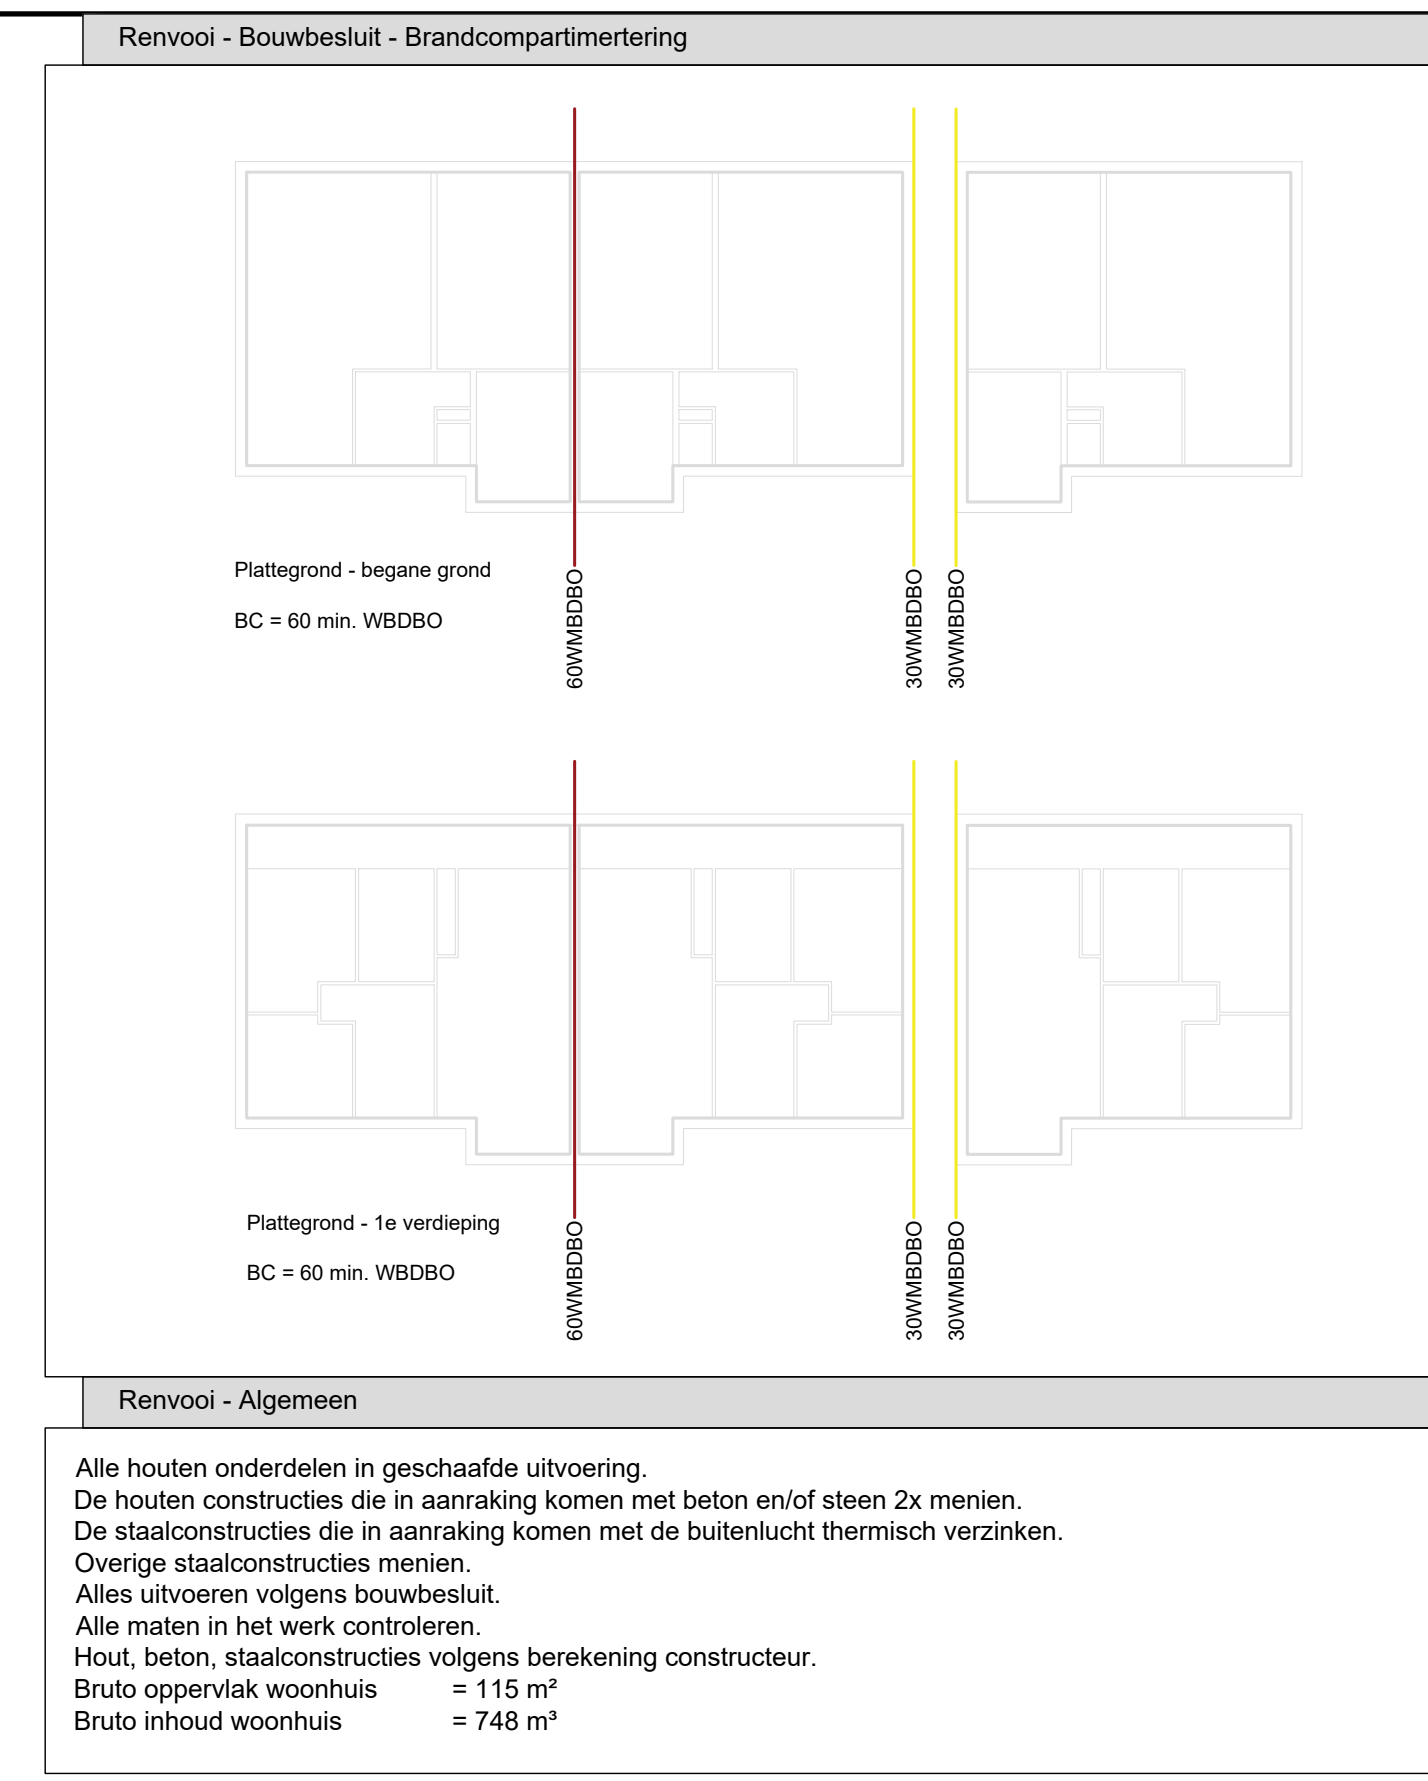 Renvooi - Bouwbesluit - Brandcompartimertering
Plattegrond - begane grond
BC = 60 min. WBDBO
60WMBDBO
30WMBDBO
30WMBDBO
Plattegrond - 1e verdieping
BC = 60 min. WBDBO
60WMBDBO
30WMBDBO
30WMBDBO
Renvooi - Algemeen
Alle houten onderdelen in geschaafde uitvoering.
De houten constructies die in aanraking komen met beton en/of steen 2x menien.
De staalconstructies die in aanraking komen met de buitenlucht thermisch verzinken.
Overige staalconstructies menien.
Alles uitvoeren volgens bouwbesluit.
Alle maten in het werk controleren.
Hout, beton, staalconstructies volgens berekening constructeur.
Bruto oppervlak woonhuis = 115 m²
Bruto inhoud woonhuis = 748 m³